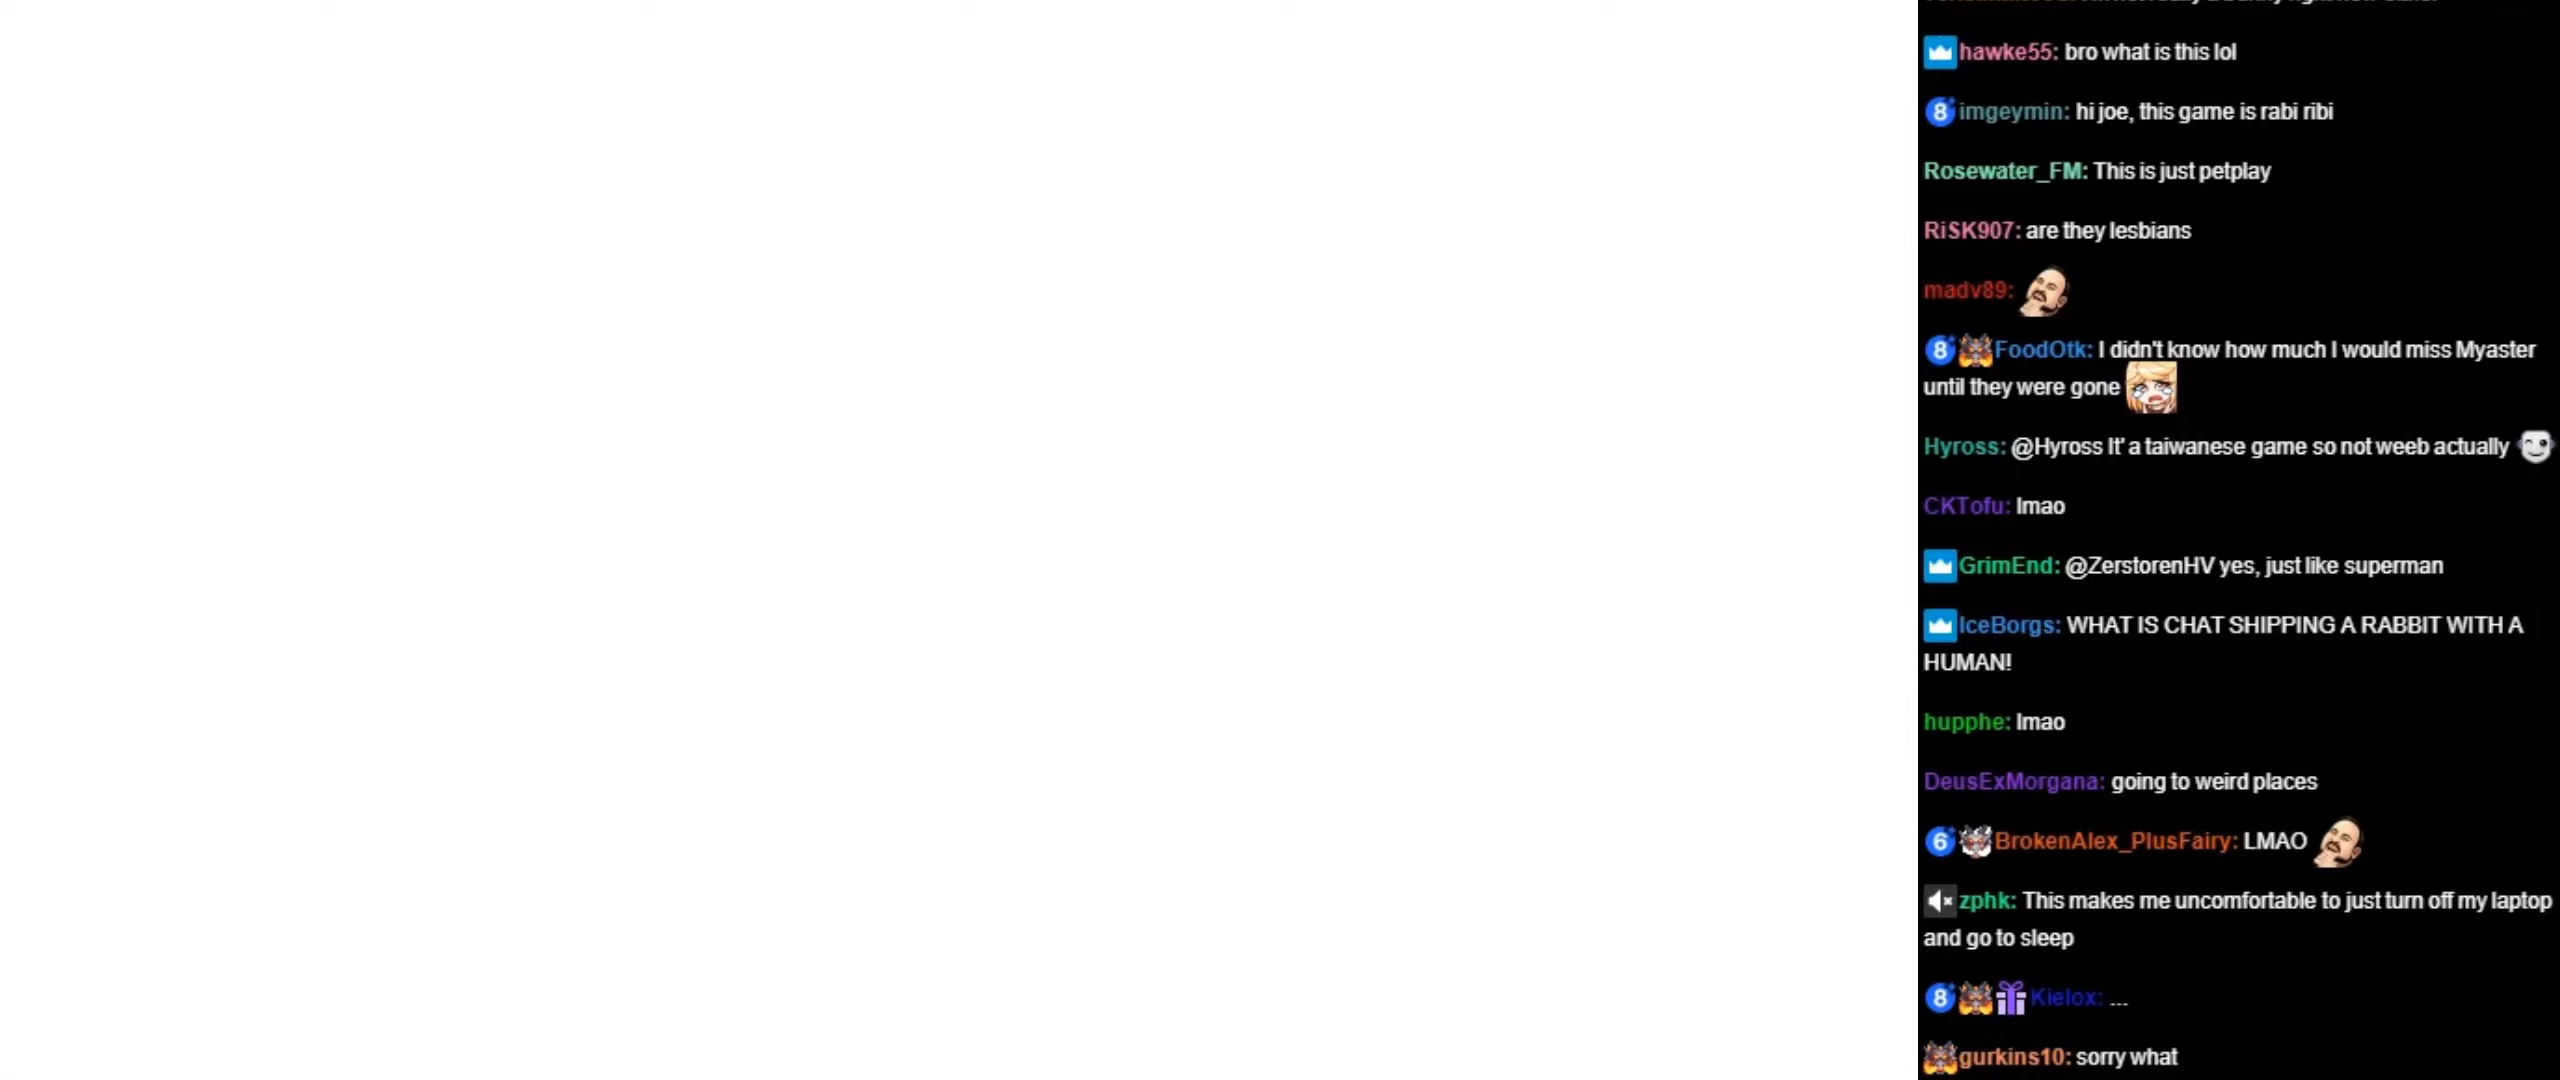 hawke55: bro what is this lol
8 imgeymin: hi joe, this game is rabi ribi
Rosewater_FM: This is just petplay
RiSK907: are they lesbians
madv89:
8 FoodOtk: I didn't know how much I would miss Myaster
until they were gone
Hyross: @Hyross It' a taiwanese game so not weeb actually
CKTofu: lmao
GrimEnd: @ZerstorenHV yes, just like superman
IceBorgs: WHAT IS CHAT SHIPPING A RABBIT WITH A
HUMAN!
hupphe: lmao
DeusExMorgana: going to weird places
6 BrokenAlex_PlusFairy: LMAO
zphk: This makes me uncomfortable to just turn off my laptop
and go to sleep
8 Kielox: ...
gurkins10: sorry what